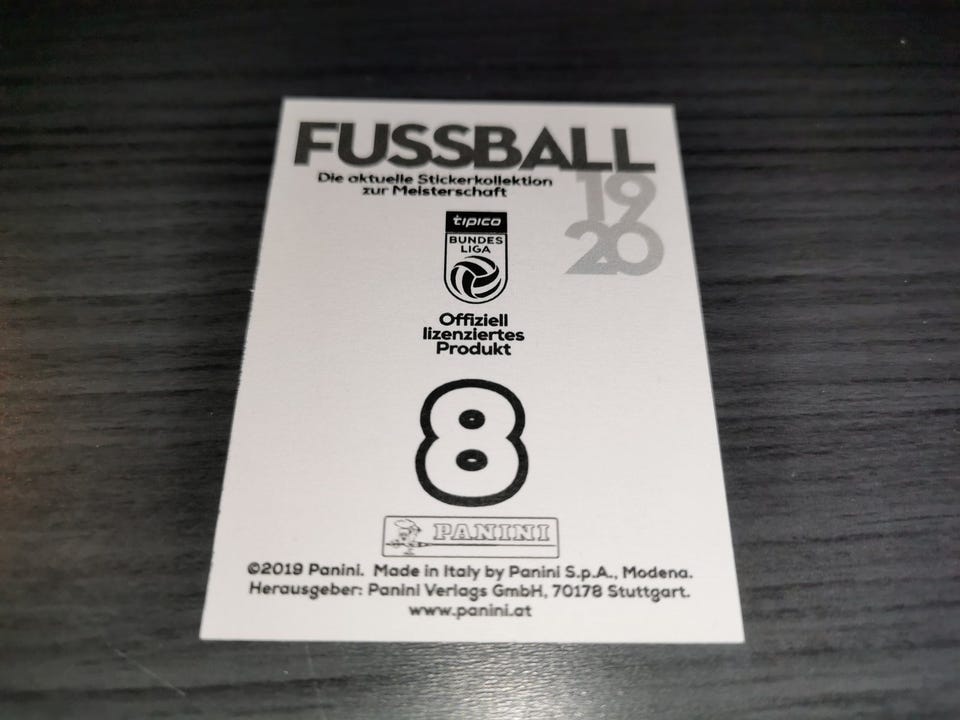 FUSSBALL
Die aktuelle Stickerkollektion
zur Meisterschaft
19
20
tipico
BUNDES
LIGA
Offiziell
lizenziertes
Produkt
8
PANINI
©2019 Panini. Made in Italy by Panini S.p.A., Modena.
Herausgeber: Panini Verlags GmbH, 70178 Stuttgart.
www.panini.at